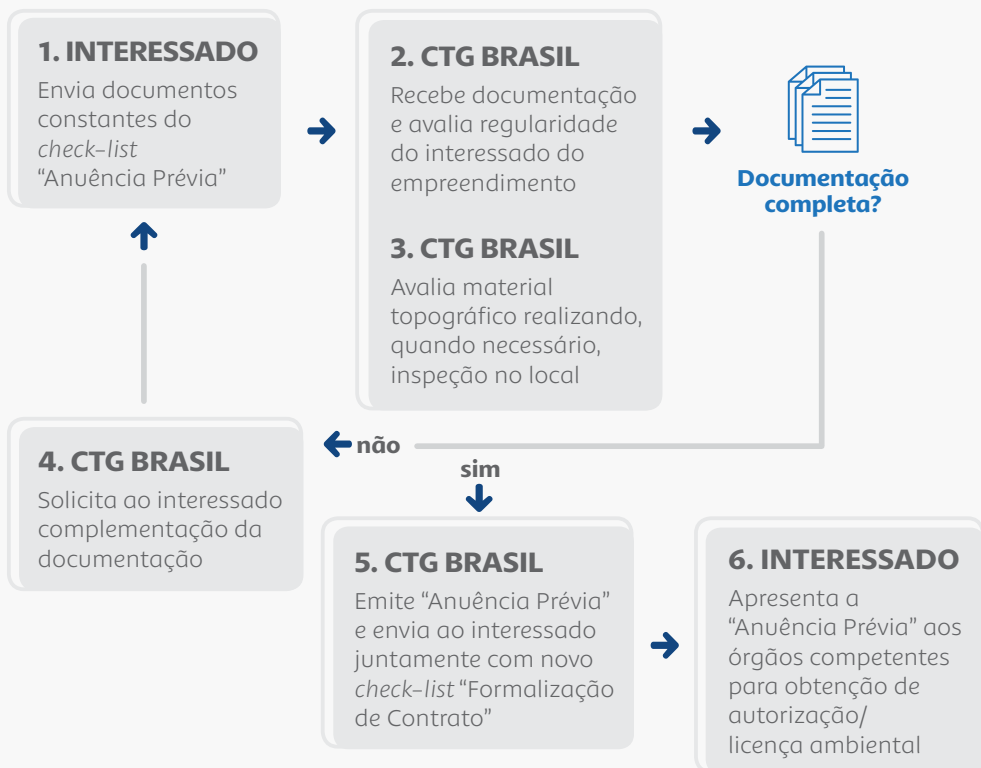 1. INTERESSADO
Envia documentos
constantes do
check-list
“Anuência Prévia”
2. CTG BRASIL
Recebe documentação
e avalia regularidade
do interessado do
empreendimento
3. CTG BRASIL
Avalia material
topográfico realizando,
quando necessário,
inspeção no local
Documentação
completa?
não
sim
4. CTG BRASIL
Solicita ao interessado
complementação da
documentação
5. CTG BRASIL
Emite “Anuência Prévia”
e envia ao interessado
juntamente com novo
check-list “Formalização
de Contrato”
6. INTERESSADO
Apresenta a
“Anuência Prévia” aos
órgãos competentes
para obtenção de
autorização/
licença ambiental